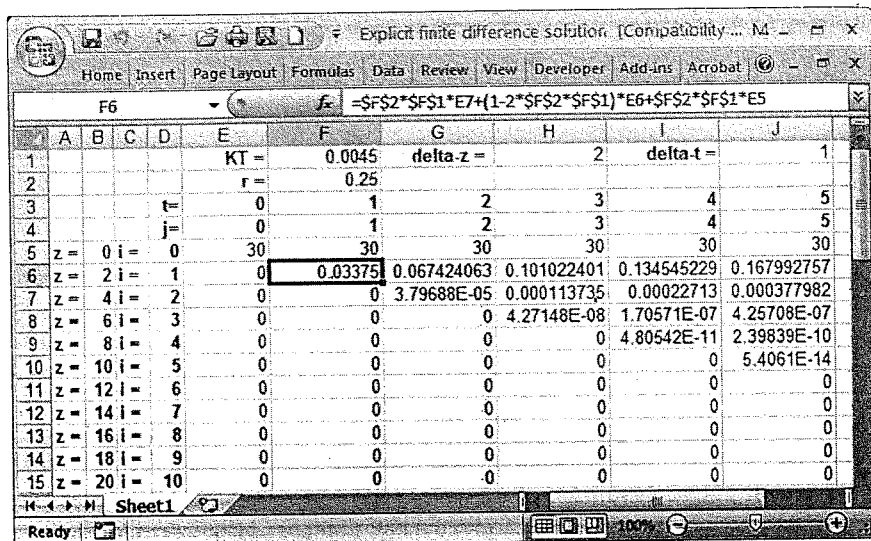 Explicit finite difference solution [Compatibility ... M
Home Insert Page Layout Formulas Data Review View Developer Add-Ins Acrobat
F6 fx =$F$2*$F$1*E7+(1-2*$F$2*$F$1)*E6+$F$2*$F$1*E5
A B C D E F G H I J
1 KT = 0.0045 delta-z = 2 delta-t = 1
2 r = 0.25
3 t= 0 1 2 3 4 5
4 j= 0 1 2 3 4 5
5 z = 0 i = 0 30 30 30 30 30 30
6 z = 2 i = 1 0 0.03375 0.067424063 0.101022401 0.134545229 0.167992757
7 z = 4 i = 2 0 0 3.79688E-05 0.000113735 0.00022713 0.000377982
8 z = 6 i = 3 0 0 0 4.27148E-08 1.70571E-07 4.25708E-07
9 z = 8 i = 4 0 0 0 0 4.80542E-11 2.39839E-10
10 z = 10 i = 5 0 0 0 0 0 5.4061E-14
11 z = 12 i = 6 0 0 0 0 0 0
12 z = 14 i = 7 0 0 0 0 0 0
13 z = 16 i = 8 0 0 0 0 0 0
14 z = 18 i = 9 0 0 0 0 0 0
15 z = 20 i = 10 0 0 0 0 0 0
Sheet1
Ready 100%